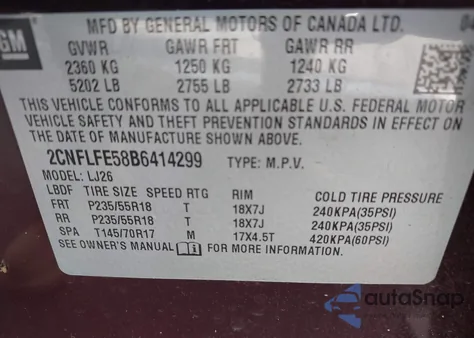 GM
MFD BY GENERAL MOTORS OF CANADA LTD.
GVWR GAWR FRT GAWR RR
2360 KG 1250 KG 1240 KG
5202 LB 2755 LB 2733 LB
THIS VEHICLE CONFORMS TO ALL APPLICABLE U.S. FEDERAL MOTOR
VEHICLE SAFETY AND THEFT PREVENTION STANDARDS IN EFFECT ON THE
DATE OF MANUFACTURE SHOWN ABOVE.
2CNFLFE58B6414299 TYPE: M.P.V.
MODEL: LJ26
LBDF TIRE SIZE SPEED RTG RIM COLD TIRE PRESSURE
FRT P235/55R18 T 18X7J 240KPA(35PSI)
RR P235/55R18 T 18X7J 240KPA(35PSI)
SPA T145/70R17 M 17X4.5T 420KPA(60PSI)
SEE OWNER'S MANUAL FOR MORE INFORMATION
autoSnap